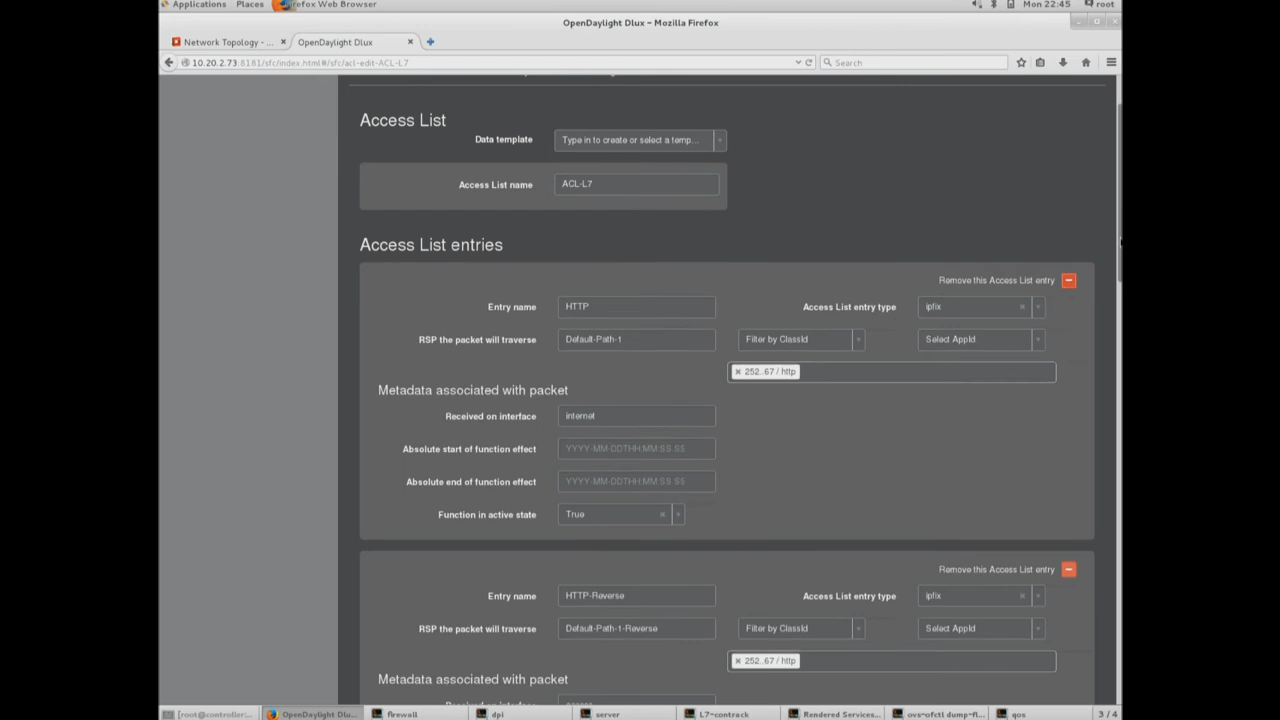 Applications Places Firefox Web Browser Mon 22:45 root
OpenDaylight Dlux - Mozilla Firefox
Network Topology - ... OpenDaylight Dlux
10.20.2.73:8181/sfc/index.html#/sfc/acl-edit-ACL-L7 Search
Access List
Data template Type in to create or select a temp...
Access List name ACL-L7
Access List entries
Remove this Access List entry
Entry name HTTP Access List entry type ipfix
RSP the packet will traverse Default-Path-1 Filter by ClassId Select AppId
252..67 / http
Metadata associated with packet
Received on interface internet
Absolute start of function effect YYYY-MM-DDTHH:MM:SS.SS
Absolute end of function effect YYYY-MM-DDTHH:MM:SS.SS
Function in active state True
Remove this Access List entry
Entry name HTTP-Reverse Access List entry type ipfix
RSP the packet will traverse Default-Path-1-Reverse Filter by ClassId Select AppId
252..67 / http
Metadata associated with packet
[root@controller:... OpenDaylight Dlu... firewall dpi server L7-contrack Rendered Services... ovs-ofctl dump-fl... qos 3 / 4